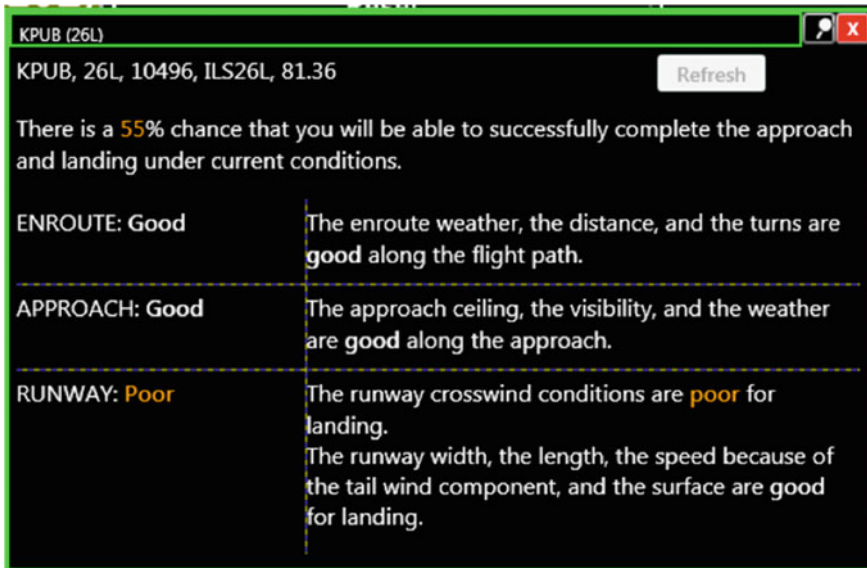 KPUB (26L)
X
KPUB, 26L, 10496, ILS26L, 81.36
Refresh
There is a 55% chance that you will be able to successfully complete the approach
and landing under current conditions.
ENROUTE: Good
The enroute weather, the distance, and the turns are
good along the flight path.
APPROACH: Good
The approach ceiling, the visibility, and the weather
are good along the approach.
RUNWAY: Poor
The runway crosswind conditions are poor for
landing.
The runway width, the length, the speed because of
the tail wind component, and the surface are good
for landing.